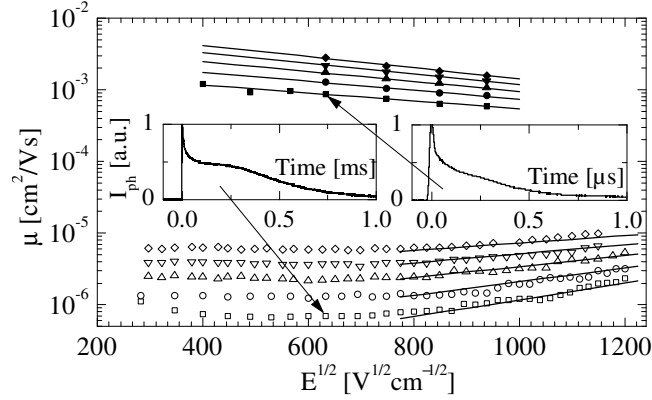 10⁻²
10⁻³
10⁻⁴
10⁻⁵
10⁻⁶
μ [cm²/Vs]
1
0
I_ph [a.u.]
Time [ms]
0.0 0.5 1.0
1
0
Time [μs]
0.0 0.5 1.0
200 400 600 800 1000 1200
E^1/2 [V^1/2cm^−1/2]